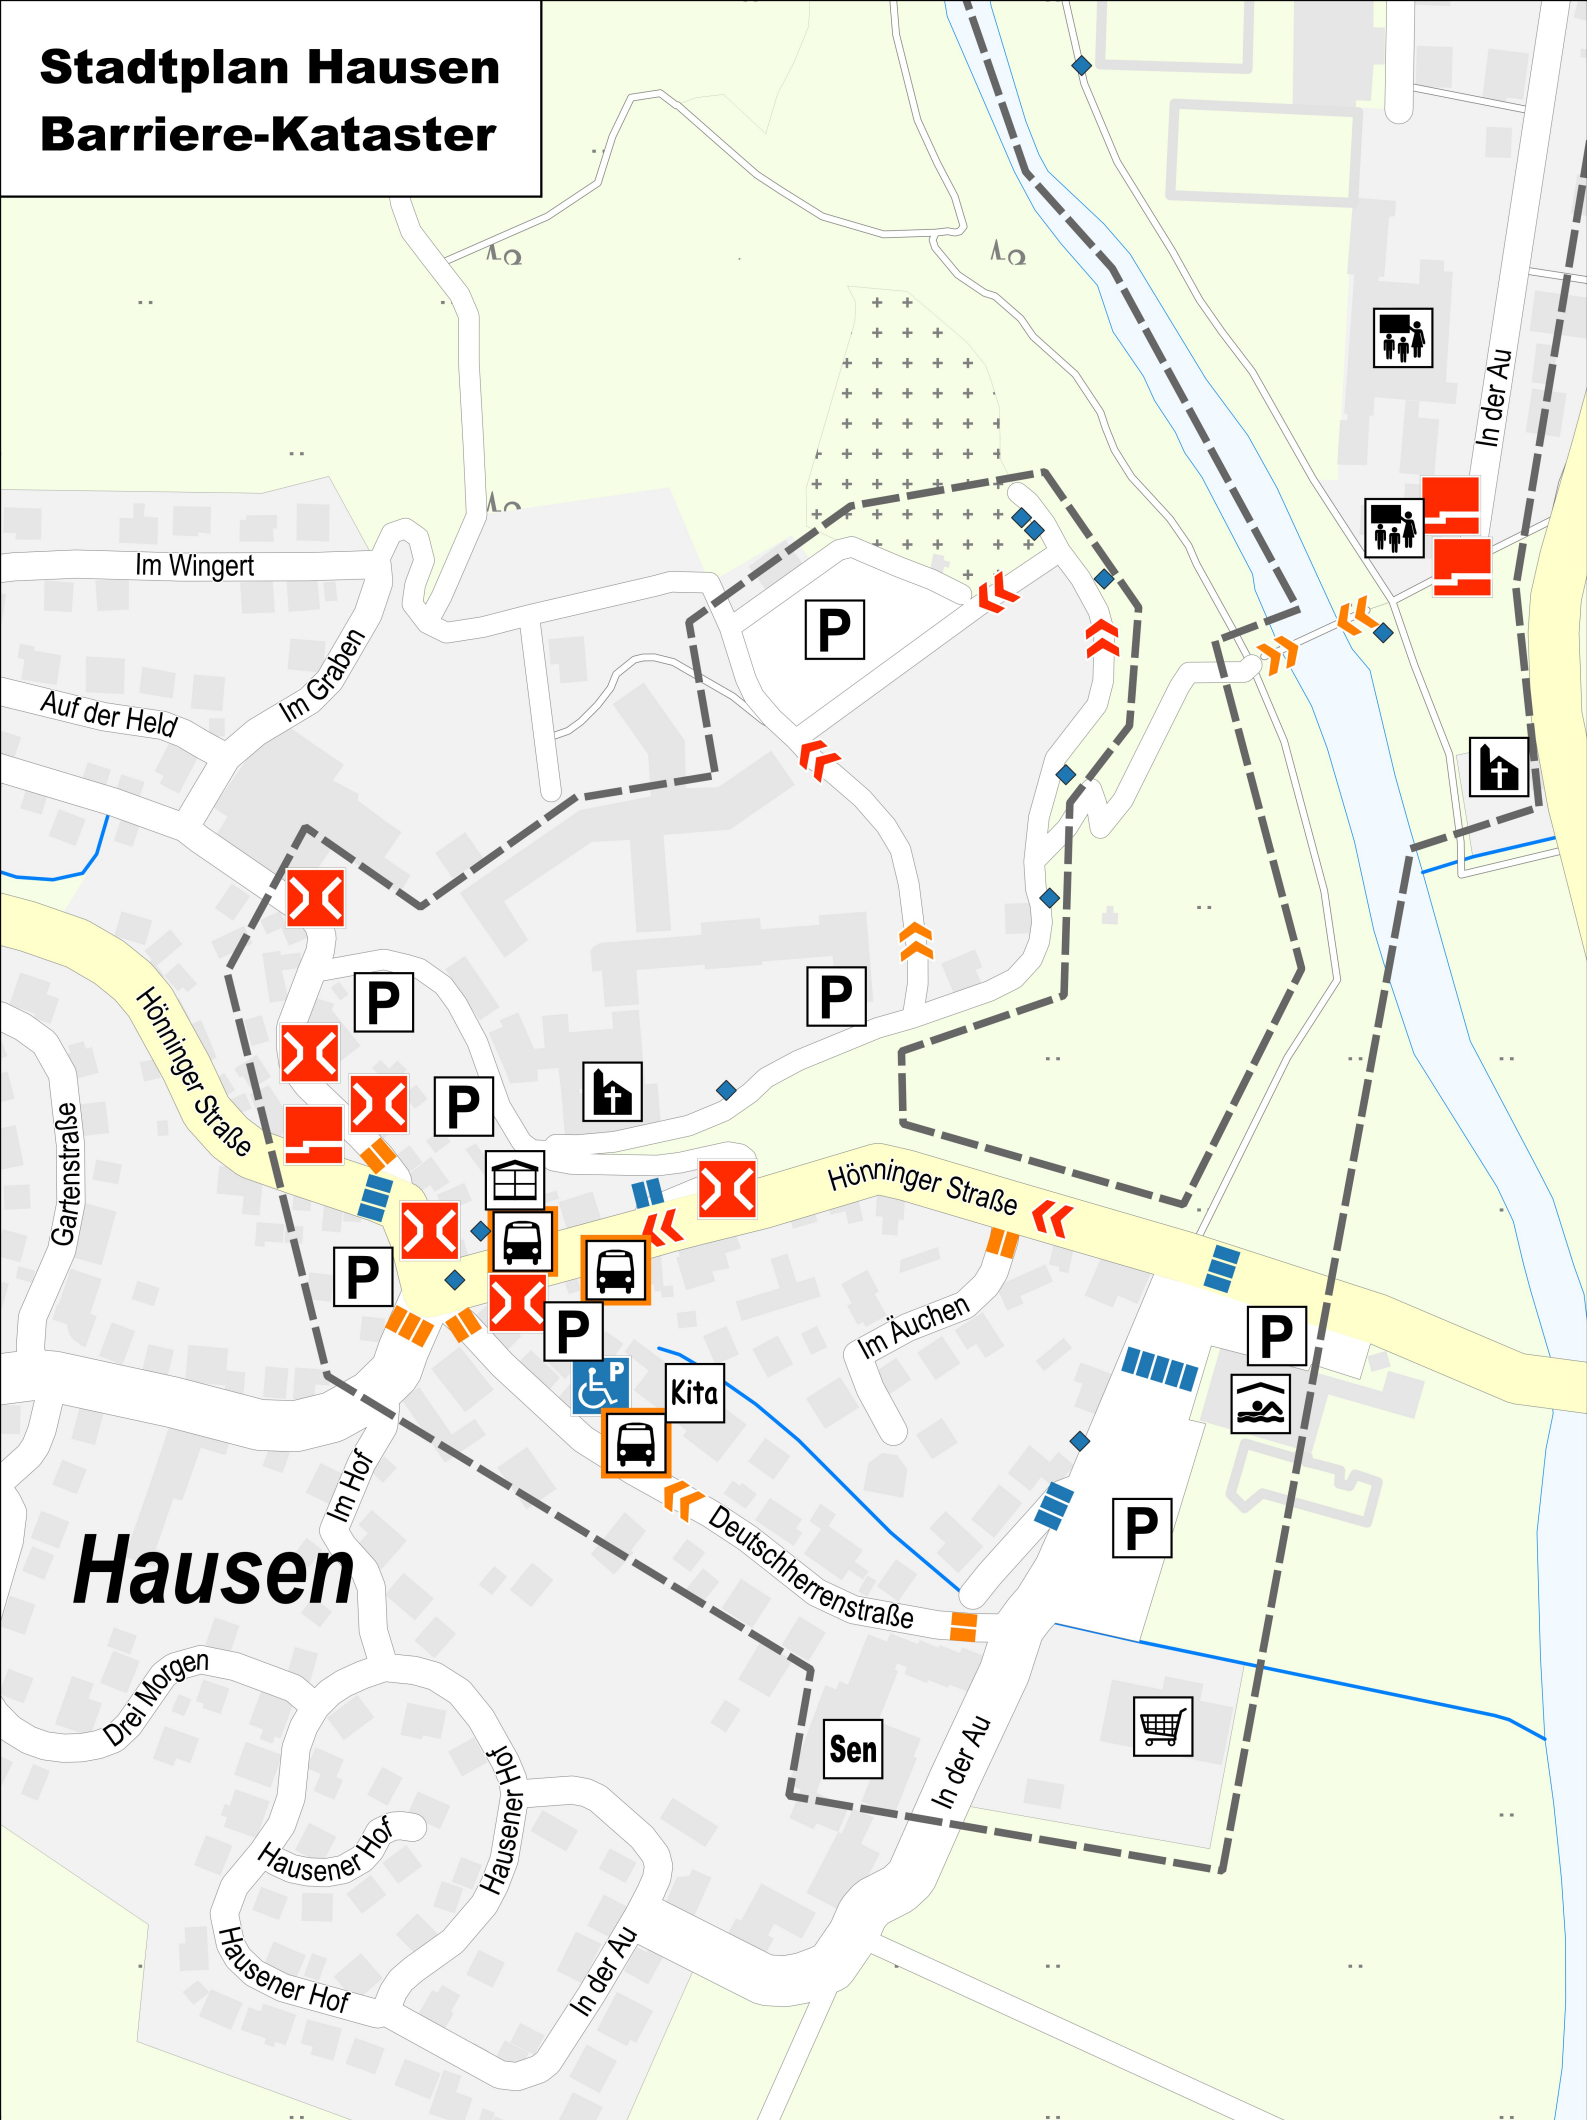 Stadtplan Hausen
Barriere-Kataster
In der Au
Im Wingert
Im Graben
Auf der Held
P
P
P
P
Hönninger Straße
Gartenstraße
Hönninger Straße
P
P
P
Im Äuchen
P
Kita
Im Hof
P
Deutschherrenstraße
Hausen
Drei Morgen
Sen
In der Au
Hausener Hof
Hausener Hof
Hausener Hof
In der Au